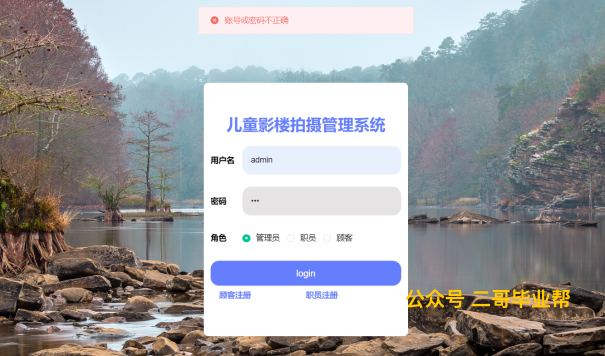 账号或密码不正确
儿童影楼拍摄管理系统
用户名 admin
密码 •••
角色 管理员 职员 顾客
login
顾客注册 职员注册
公众号 三哥毕业帮